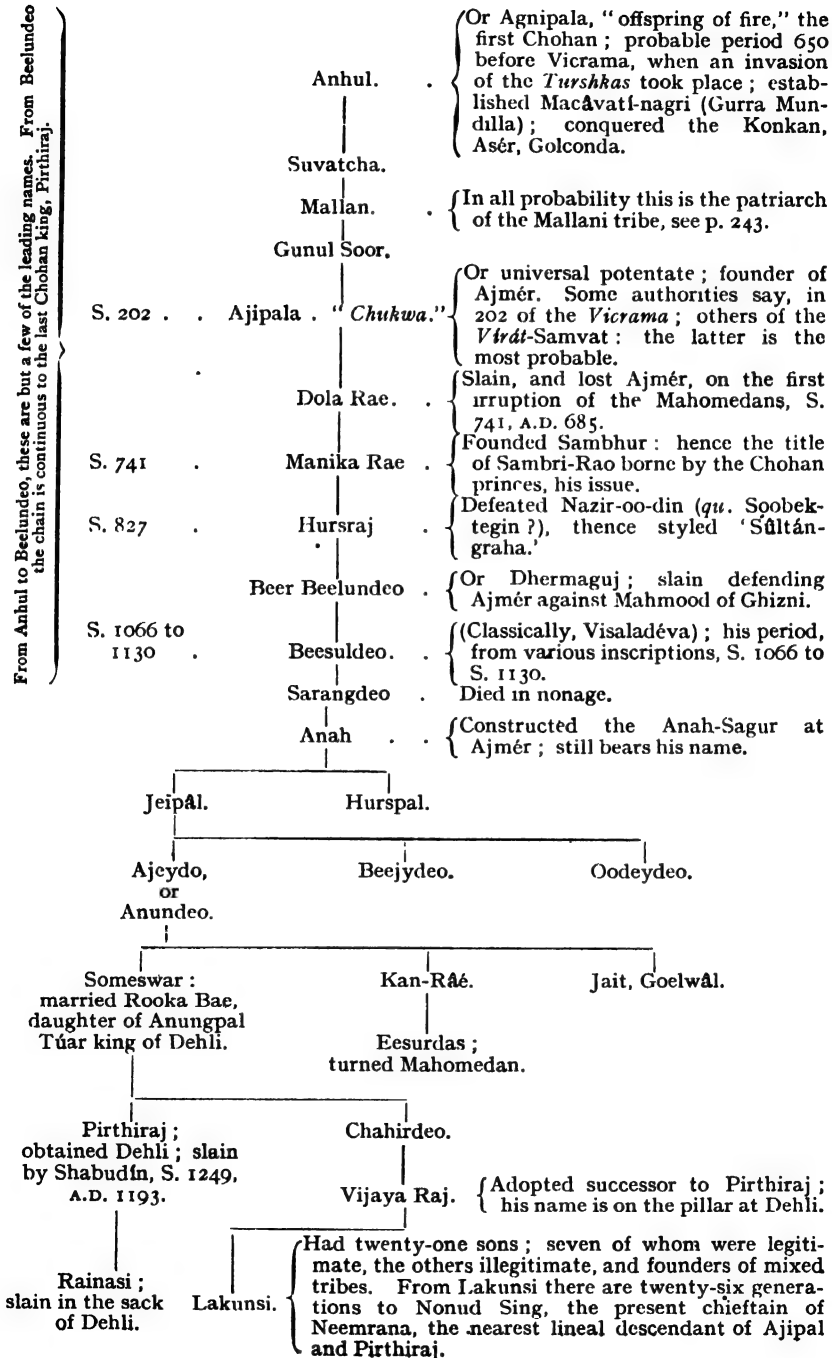 From Anhul to Beelundeo, these are but a few of the leading names. From Beelundeo
the chain is continuous to the last Chohan king, Pirthiraj.
Anhul. .
Or Agnipala, “offspring of fire,” the
first Chohan ; probable period 650
before Vicrama, when an invasion
of the Turshkas took place ; estab-
lished Macâvatí-nagri (Gurra Mun-
dilla) ; conquered the Konkan,
Asér, Golconda.
Suvatcha.
Mallan. .
In all probability this is the patriarch
of the Mallani tribe, see p. 243.
Gunul Soor.
S. 202 . . Ajipala . “Chukwa.”
Or universal potentate ; founder of
Ajmér. Some authorities say, in
202 of the Vicrama ; others of the
Virát-Samvat : the latter is the
most probable.
Dola Rae. .
Slain, and lost Ajmér, on the first
irruption of the Mahomedans, S.
741, A.D. 685.
S. 741 . Manika Rae .
Founded Sambhur : hence the title
of Sambri-Rao borne by the Chohan
princes, his issue.
S. 827 . Hursraj .
Defeated Nazir-oo-din (qu. Soobek-
tegin ?), thence styled ‘Sûltán-
graha.’
Beer Beelundeo .
Or Dhermaguj ; slain defending
Ajmér against Mahmood of Ghizni.
S. 1066 to
1130 . Beesuldeo. .
(Classically, Visaladéva) ; his period,
from various inscriptions, S. 1066 to
S. 1130.
Sarangdeo . Died in nonage.
Anah . .
Constructed the Anah-Sagur at
Ajmér ; still bears his name.
Jeipâl. Hurspal.
Ajeydo, Beejydeo. Oodeydeo.
or
Anundeo.
Someswar : Kan-Râé. Jait, Goelwâl.
married Rooka Bae,
daughter of Anungpal
Túar king of Dehli.
Eesurdas ;
turned Mahomedan.
Pirthiraj ; Chahirdeo.
obtained Dehli ; slain
by Shabudín, S. 1249,
A.D. 1193.
Vijaya Raj.
Adopted successor to Pirthiraj ;
his name is on the pillar at Dehli.
Rainasi ;
slain in the sack
of Dehli.
Lakunsi.
Had twenty-one sons ; seven of whom were legiti-
mate, the others illegitimate, and founders of mixed
tribes. From Lakunsi there are twenty-six genera-
tions to Nonud Sing, the present chieftain of
Neemrana, the nearest lineal descendant of Ajipal
and Pirthiraj.